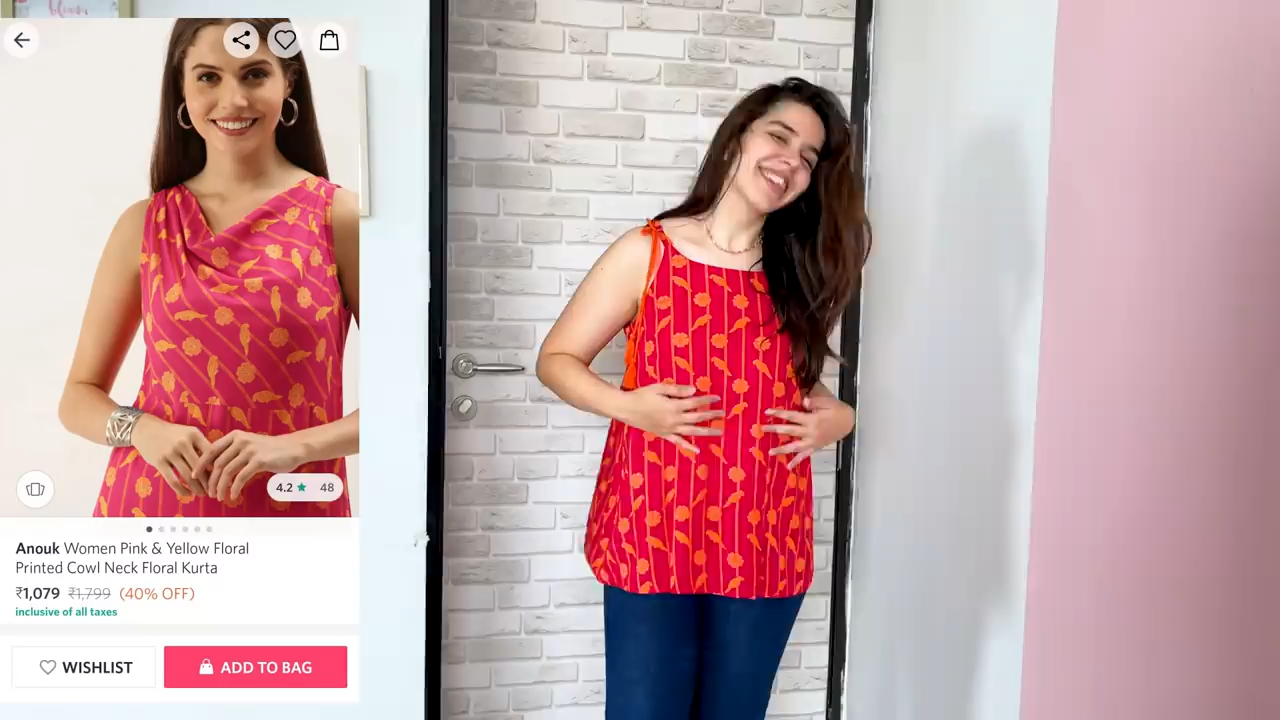 bloom
4.2 ★ 48
Anouk Women Pink & Yellow Floral
Printed Cowl Neck Floral Kurta
₹1,079 ₹1,799 (40% OFF)
inclusive of all taxes
WISHLIST
ADD TO BAG